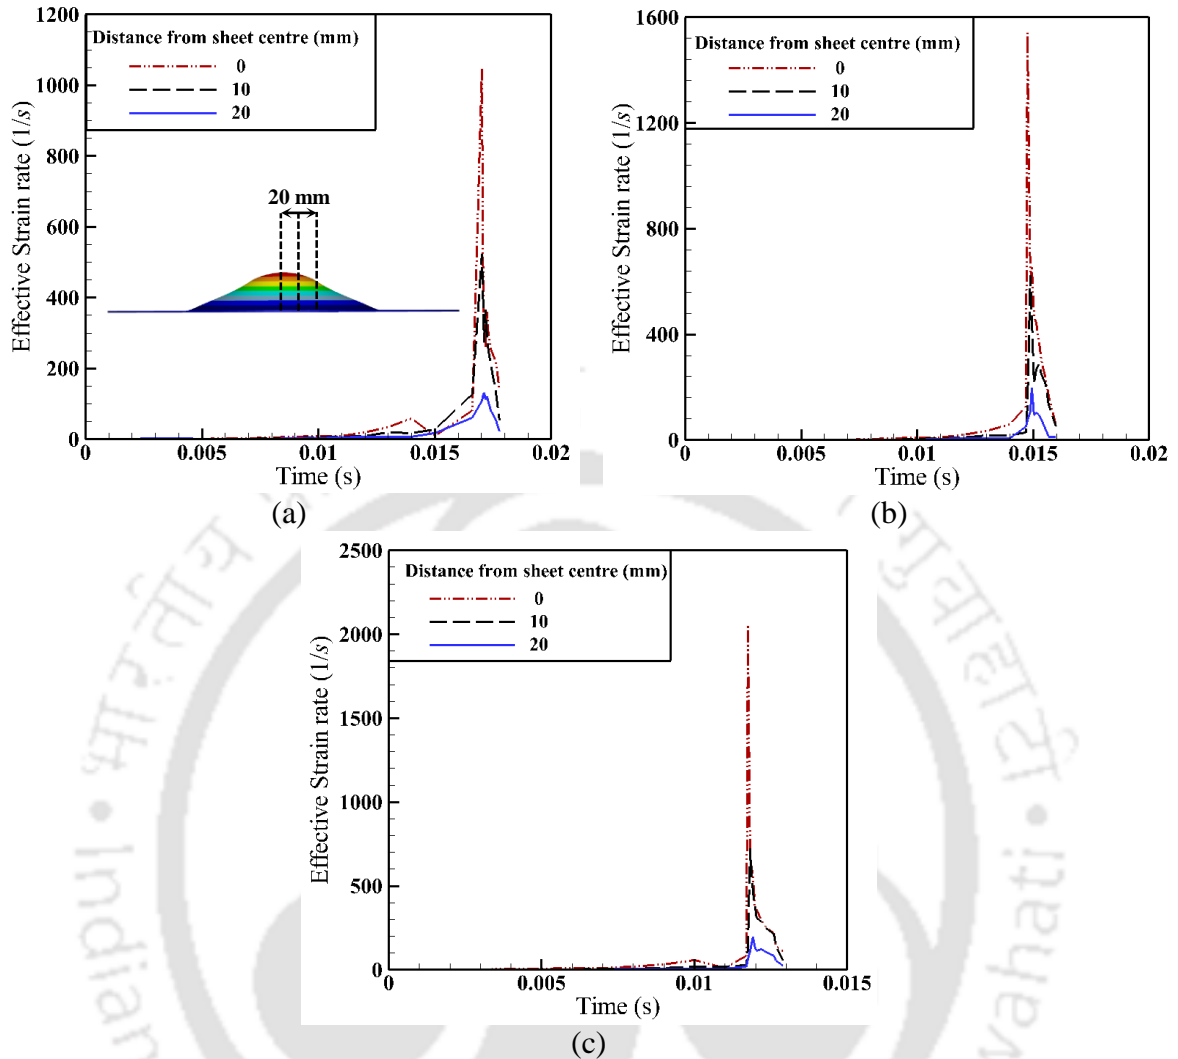 1200
1000
800
600
400
200
0
Effective Strain rate (1/s)
Distance from sheet centre (mm)
0
10
20
20 mm
0
0.005
0.01
0.015
0.02
Time (s)
(a)
1600
1200
800
400
0
Effective Strain rate (1/s)
Distance from sheet centre (mm)
0
10
20
0
0.005
0.01
0.015
0.02
Time (s)
(b)
2500
2000
1500
1000
500
0
Effective Strain rate (1/s)
Distance from sheet centre (mm)
0
10
20
0
0.005
0.01
0.015
Time (s)
(c)
भारतीय
गुवाहाटी
Indian
wahati